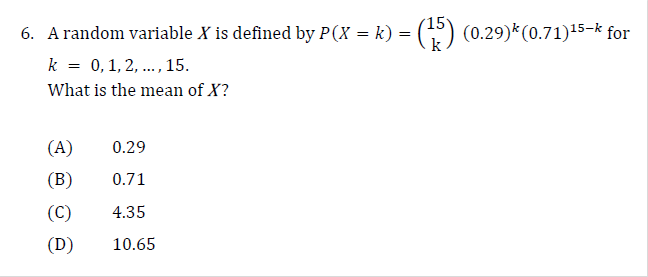 6. A random variable X is defined by P(X = k) = (15 k) (0.29)^k(0.71)^15−k for
k = 0, 1, 2, ... , 15.
What is the mean of X?
(A) 0.29
(B) 0.71
(C) 4.35
(D) 10.65